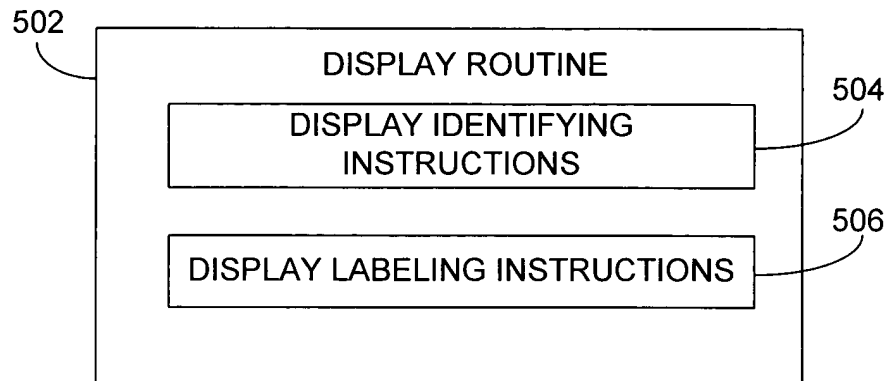 502
DISPLAY ROUTINE
504
DISPLAY IDENTIFYING
INSTRUCTIONS
506
DISPLAY LABELING INSTRUCTIONS